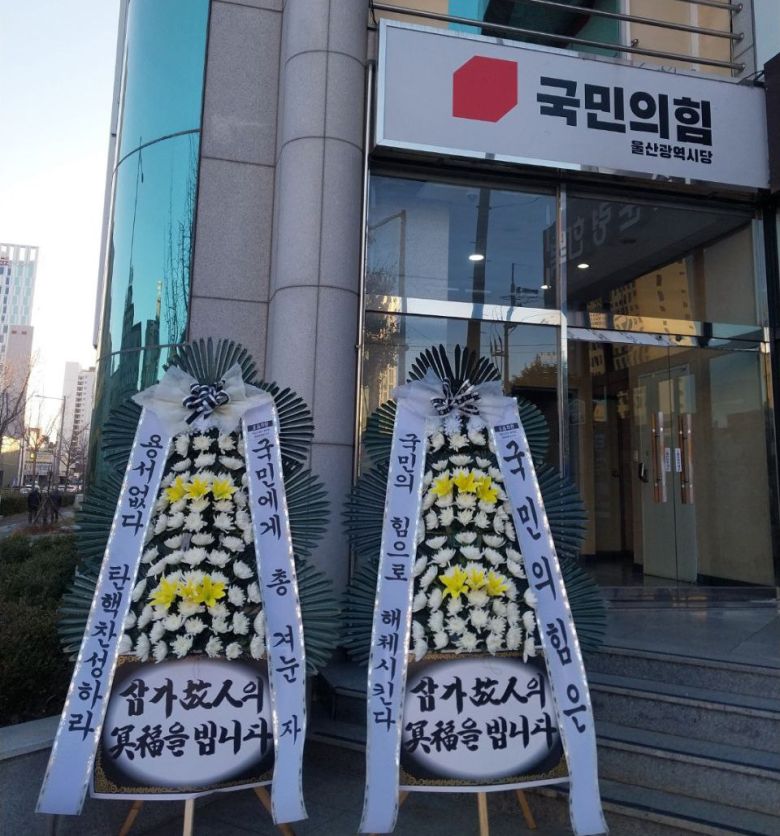 국민의힘
울산광역시당
국민에게 총 겨눈 자
용서없다 탄핵찬성하라
삼가 故人의
冥福을 빕니다
국민의 힘은
국민의 힘으로 해체시킨다
삼가 故人의
冥福을 빕니다